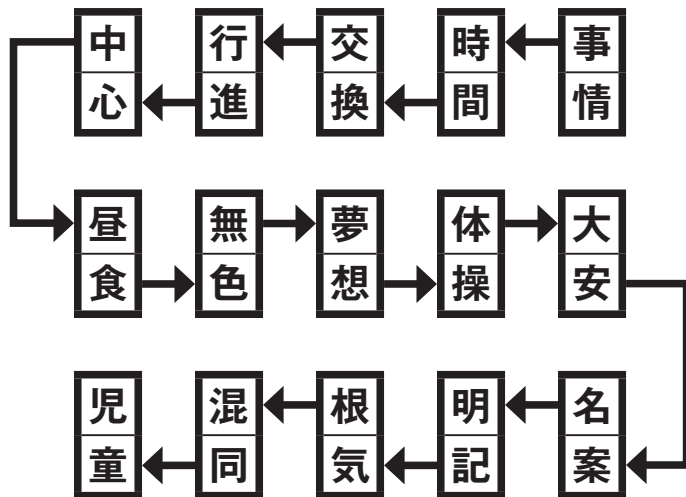 事情
時間
交換
行進
中心
昼食
無色
夢想
体操
大安
名案
明記
根気
混同
児童